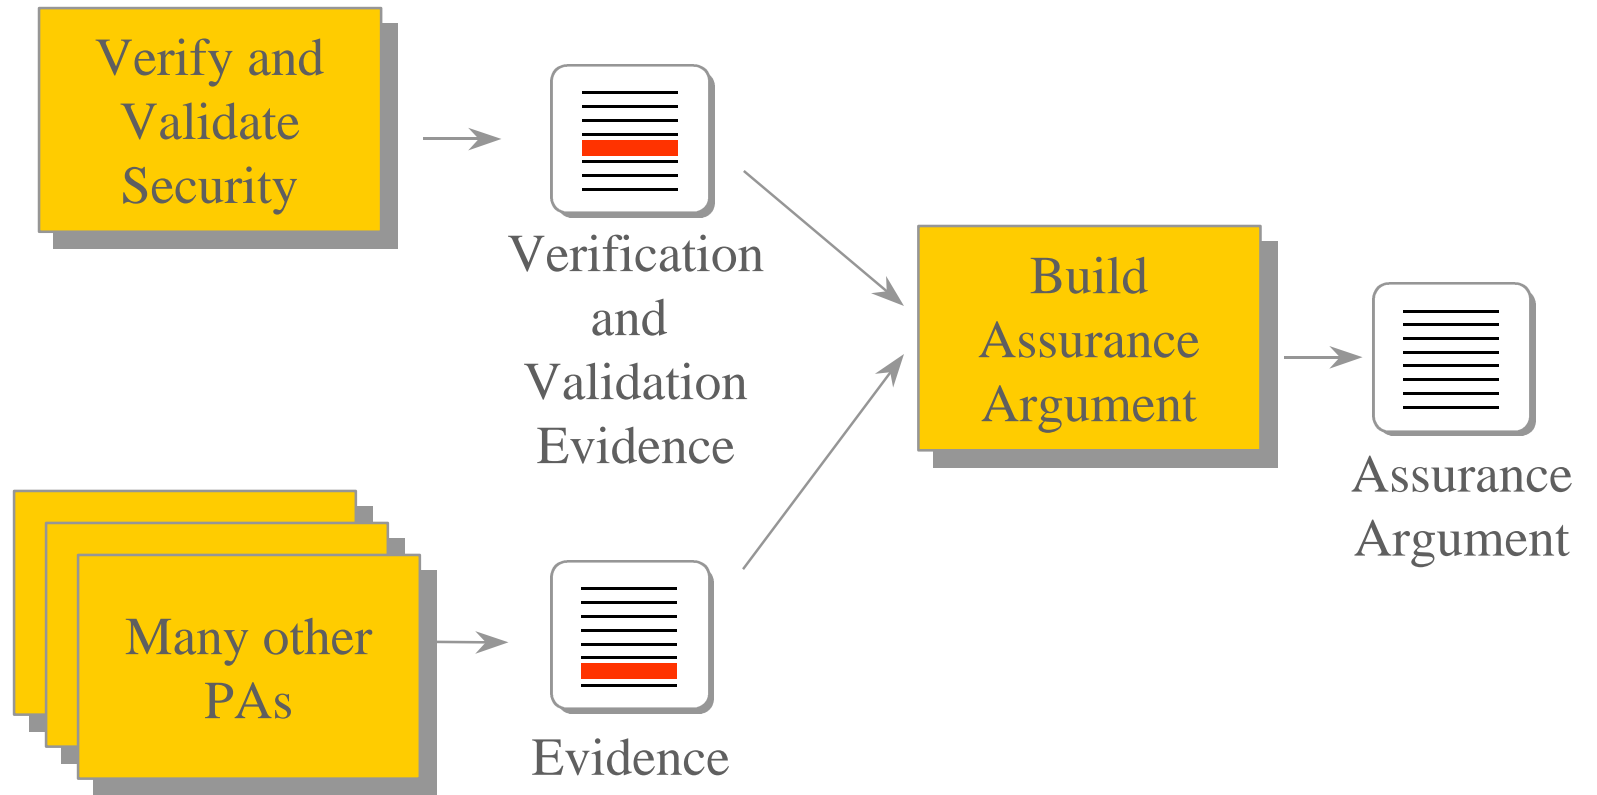 Verify and
Validate
Security
Verification
and
Validation
Evidence
Build
Assurance
Argument
Assurance
Argument
Many other
PAs
Evidence